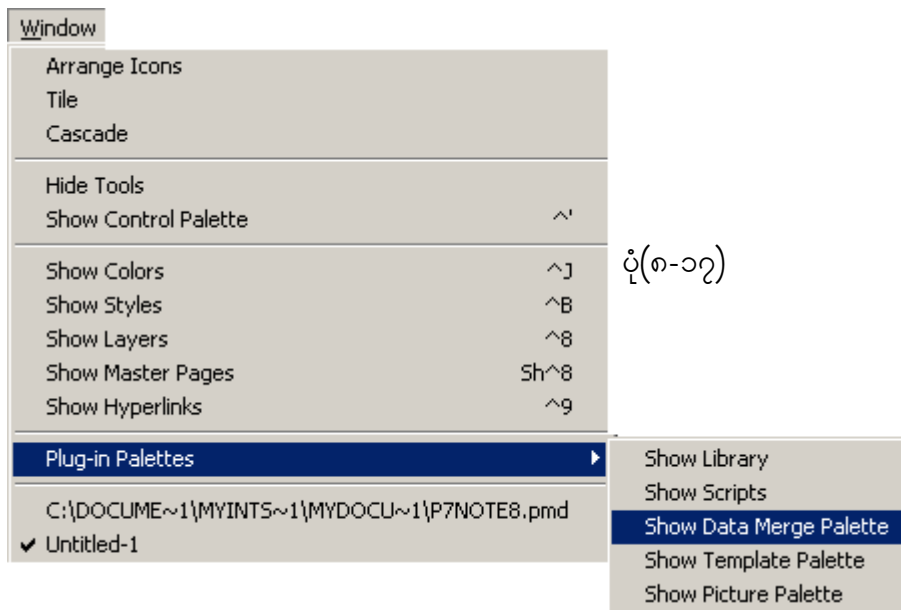 Window
Arrange Icons
Tile
Cascade
Hide Tools
Show Control Palette ^'
Show Colors ^J
ပုံ(၈-၁၇)
Show Styles ^B
Show Layers ^8
Show Master Pages Sh^8
Show Hyperlinks ^9
Plug-in Palettes
Show Library
Show Scripts
C:\DOCUME~1\MYINTS~1\MYDOCU~1\P7NOTE8.pmd
Show Data Merge Palette
✔ Untitled-1
Show Template Palette
Show Picture Palette